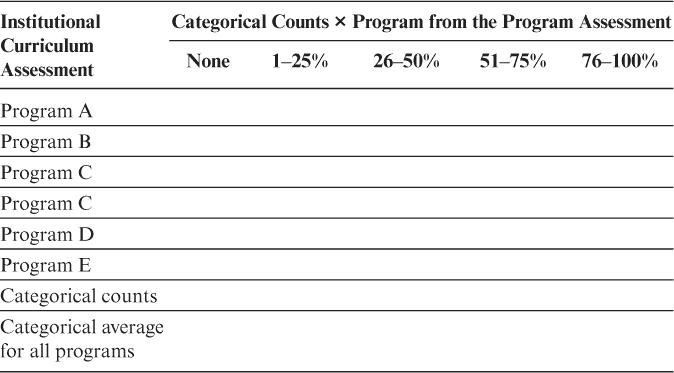 Institutional
Curriculum
Assessment
Categorical Counts × Program from the Program Assessment
None 1–25% 26–50% 51–75% 76–100%
Program A
Program B
Program C
Program C
Program D
Program E
Categorical counts
Categorical average
for all programs